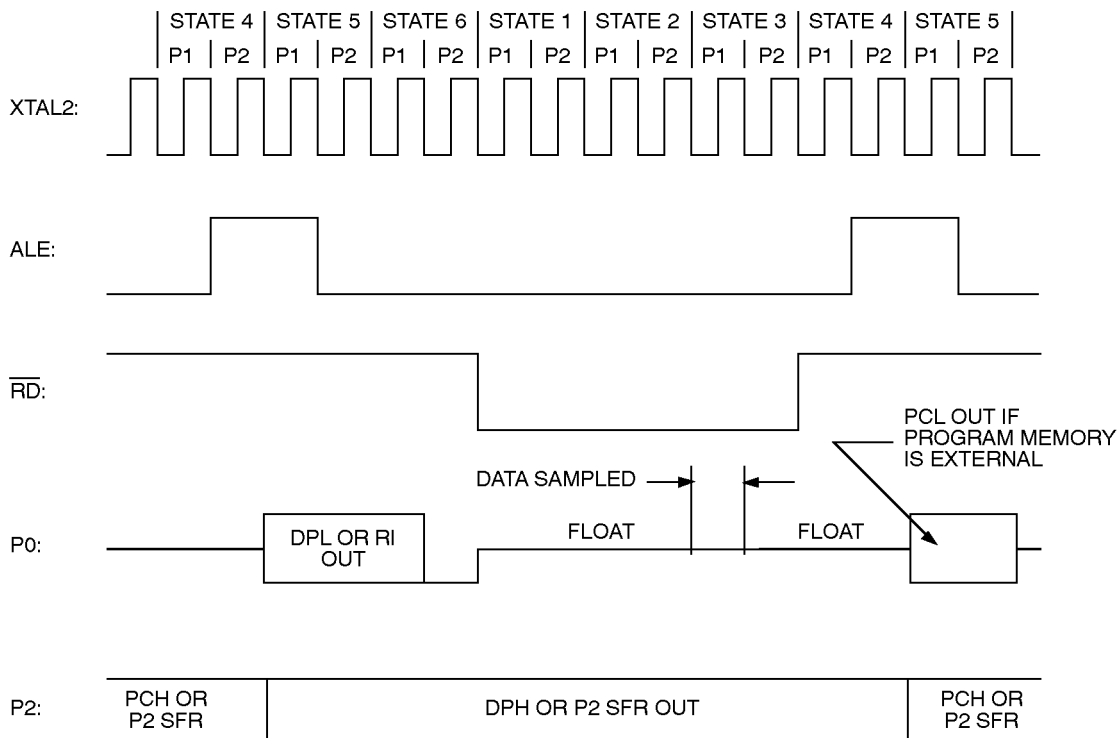 STATE 4 STATE 5 STATE 6 STATE 1 STATE 2 STATE 3 STATE 4 STATE 5
P1 P2 P1 P2 P1 P2 P1 P2 P1 P2 P1 P2 P1 P2 P1 P2
XTAL2:
ALE:
RD:
PCL OUT IF
PROGRAM MEMORY
IS EXTERNAL
DATA SAMPLED
P0:
DPL OR RI
OUT
FLOAT
FLOAT
P2:
PCH OR
P2 SFR
DPH OR P2 SFR OUT
PCH OR
P2 SFR